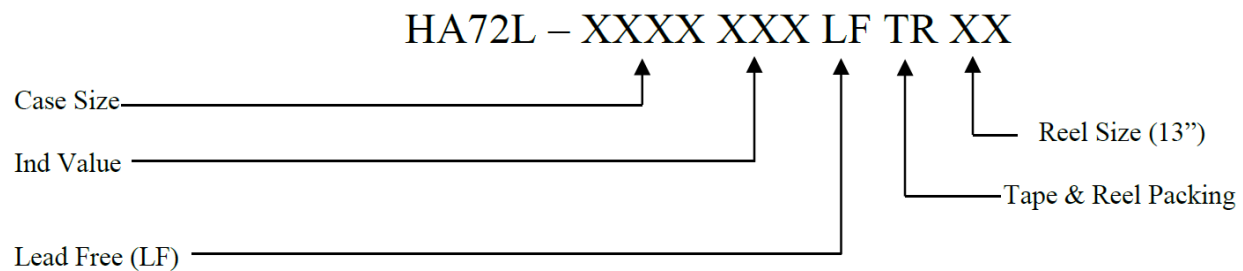 HA72L – XXXX XXX LF TR XX
Case Size
Reel Size (13”)
Ind Value
Tape & Reel Packing
Lead Free (LF)